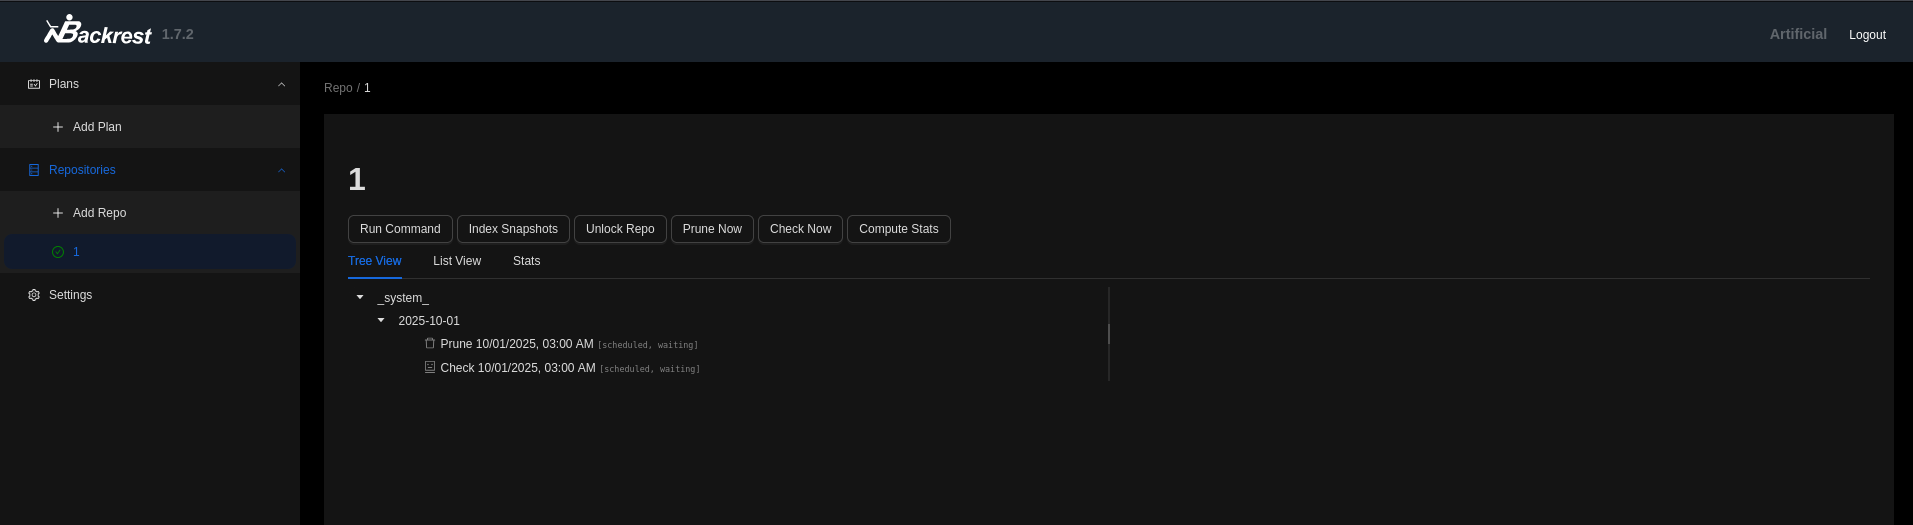 Backrest 1.7.2
Artificial Logout
Plans
Add Plan
Repositories
Add Repo
1
Settings
Repo / 1
1
Run Command Index Snapshots Unlock Repo Prune Now Check Now Compute Stats
Tree View List View Stats
_system_
2025-10-01
Prune 10/01/2025, 03:00 AM [scheduled, waiting]
Check 10/01/2025, 03:00 AM [scheduled, waiting]